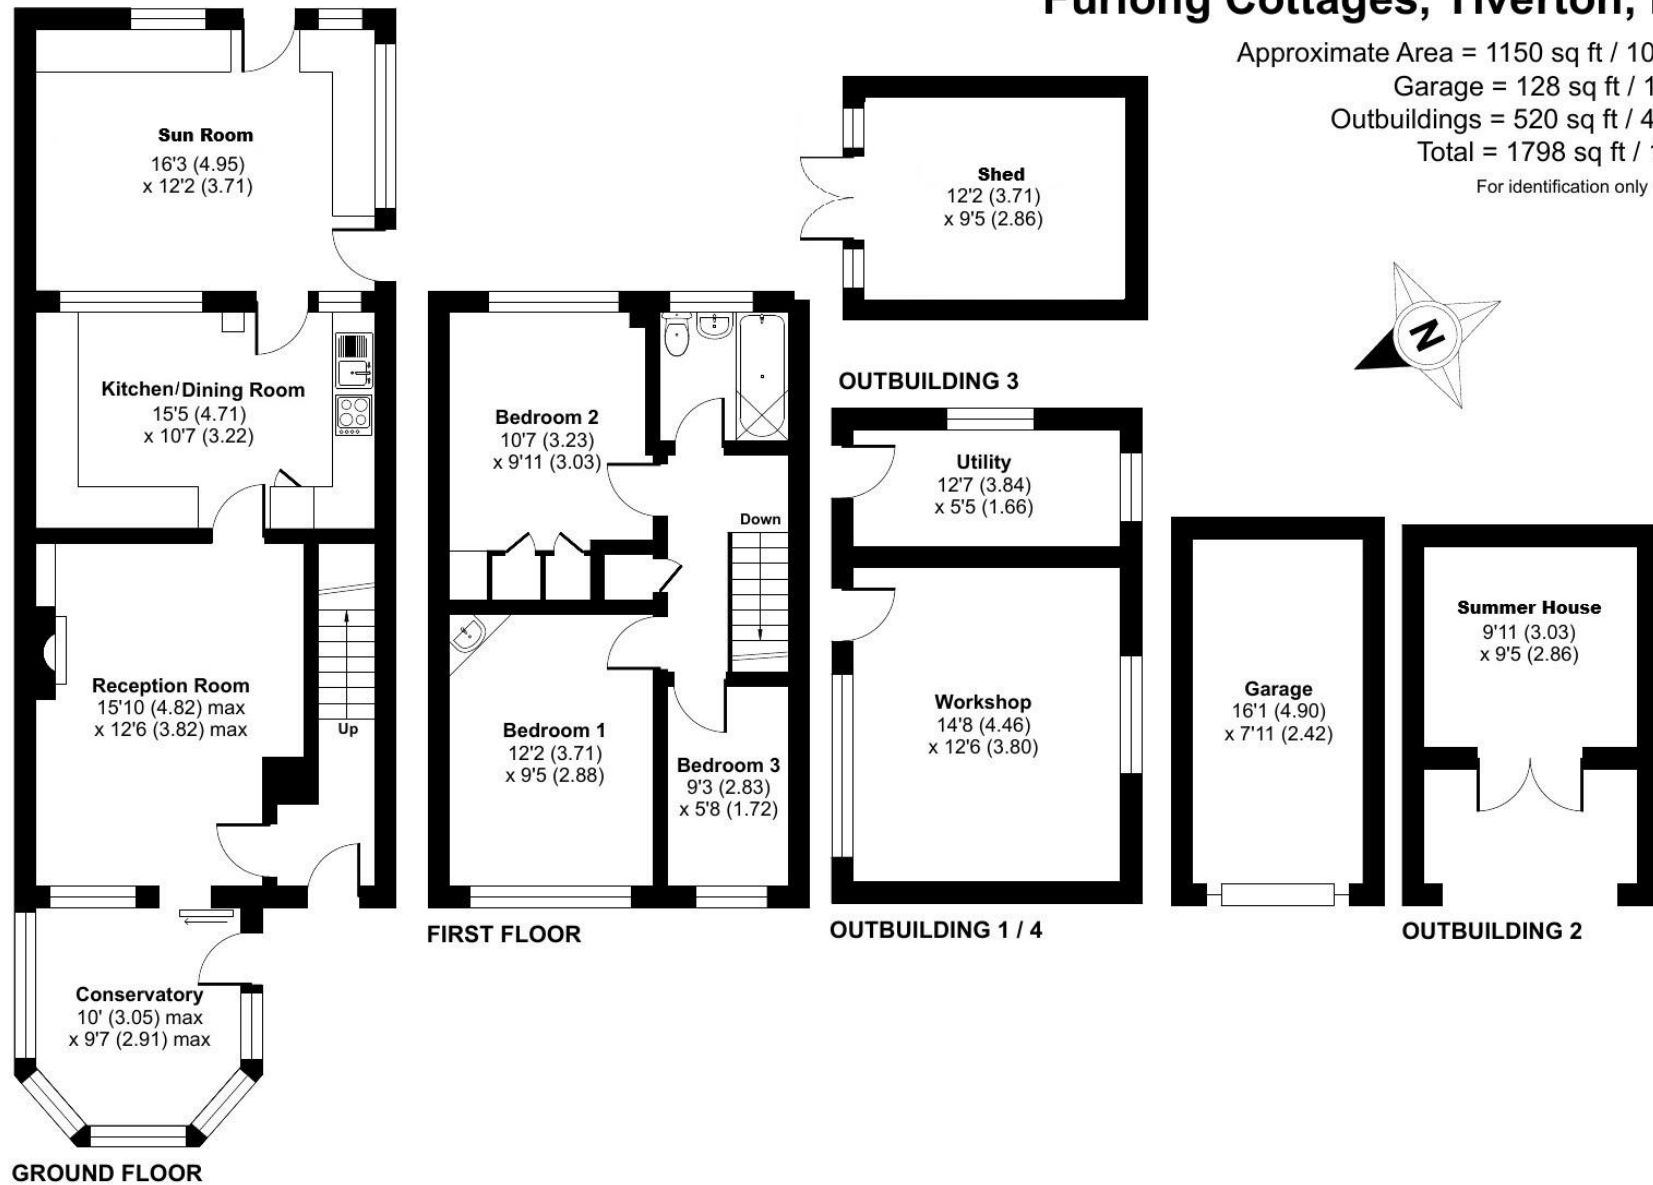 Furlong Cottages, Tiverton,
Approximate Area = 1150 sq ft / 10
Garage = 128 sq ft / 1
Outbuildings = 520 sq ft / 4
Total = 1798 sq ft / 1
For identification only
Sun Room
16'3 (4.95)
x 12'2 (3.71)
Kitchen/Dining Room
15'5 (4.71)
x 10'7 (3.22)
Reception Room
15'10 (4.82) max
x 12'6 (3.82) max
Up
Conservatory
10' (3.05) max
x 9'7 (2.91) max
GROUND FLOOR
Bedroom 2
10'7 (3.23)
x 9'11 (3.03)
Down
Bedroom 1
12'2 (3.71)
x 9'5 (2.88)
Bedroom 3
9'3 (2.83)
x 5'8 (1.72)
FIRST FLOOR
Shed
12'2 (3.71)
x 9'5 (2.86)
OUTBUILDING 3
Utility
12'7 (3.84)
x 5'5 (1.66)
Workshop
14'8 (4.46)
x 12'6 (3.80)
OUTBUILDING 1 / 4
N
Garage
16'1 (4.90)
x 7'11 (2.42)
Summer House
9'11 (3.03)
x 9'5 (2.86)
OUTBUILDING 2